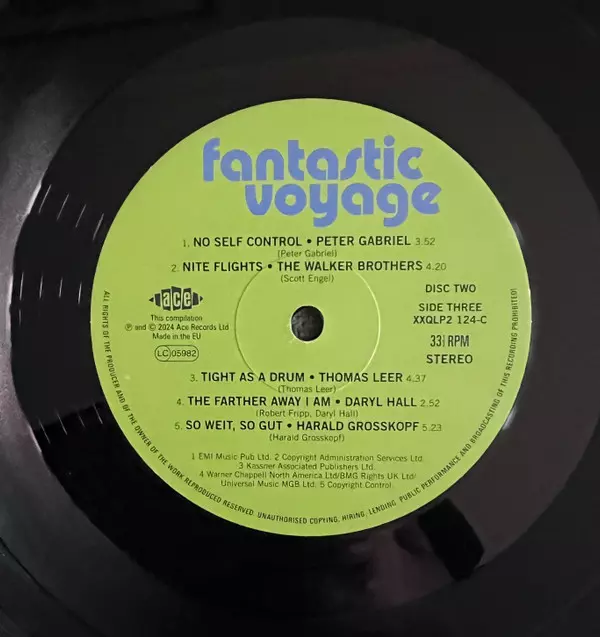 fantastic
voyage
1. NO SELF CONTROL • PETER GABRIEL 3.52
(Peter Gabriel)
2. NITE FLIGHTS • THE WALKER BROTHERS 4.20
(Scott Engel)
ace
This compilation
℗ and © 2024 Ace Records Ltd
Made in the EU
LC 05982
DISC TWO
SIDE THREE
XXQLP2 124-C
33⅓ RPM
STEREO
3. TIGHT AS A DRUM • THOMAS LEER 4.37
(Thomas Leer)
4. THE FARTHER AWAY I AM • DARYL HALL 2.52
(Robert Fripp, Daryl Hall)
5. SO WEIT, SO GUT • HARALD GROSSKOPF 5.23
(Harald Grosskopf)
1 EMI Music Pub Ltd. 2 Copyright Administration Services Ltd.
3 Kassner Associated Publishers Ltd.
4 Warner Chappell North America Ltd/BMG Rights UK Ltd/
Universal Music MGB Ltd. 5 Copyright Control.
ALL RIGHTS OF THE PRODUCER AND OF THE OWNER OF THE WORK REPRODUCED RESERVED. UNAUTHORISED COPYING, HIRING, LENDING, PUBLIC PERFORMANCE AND BROADCASTING OF THIS RECORDING PROHIBITED!